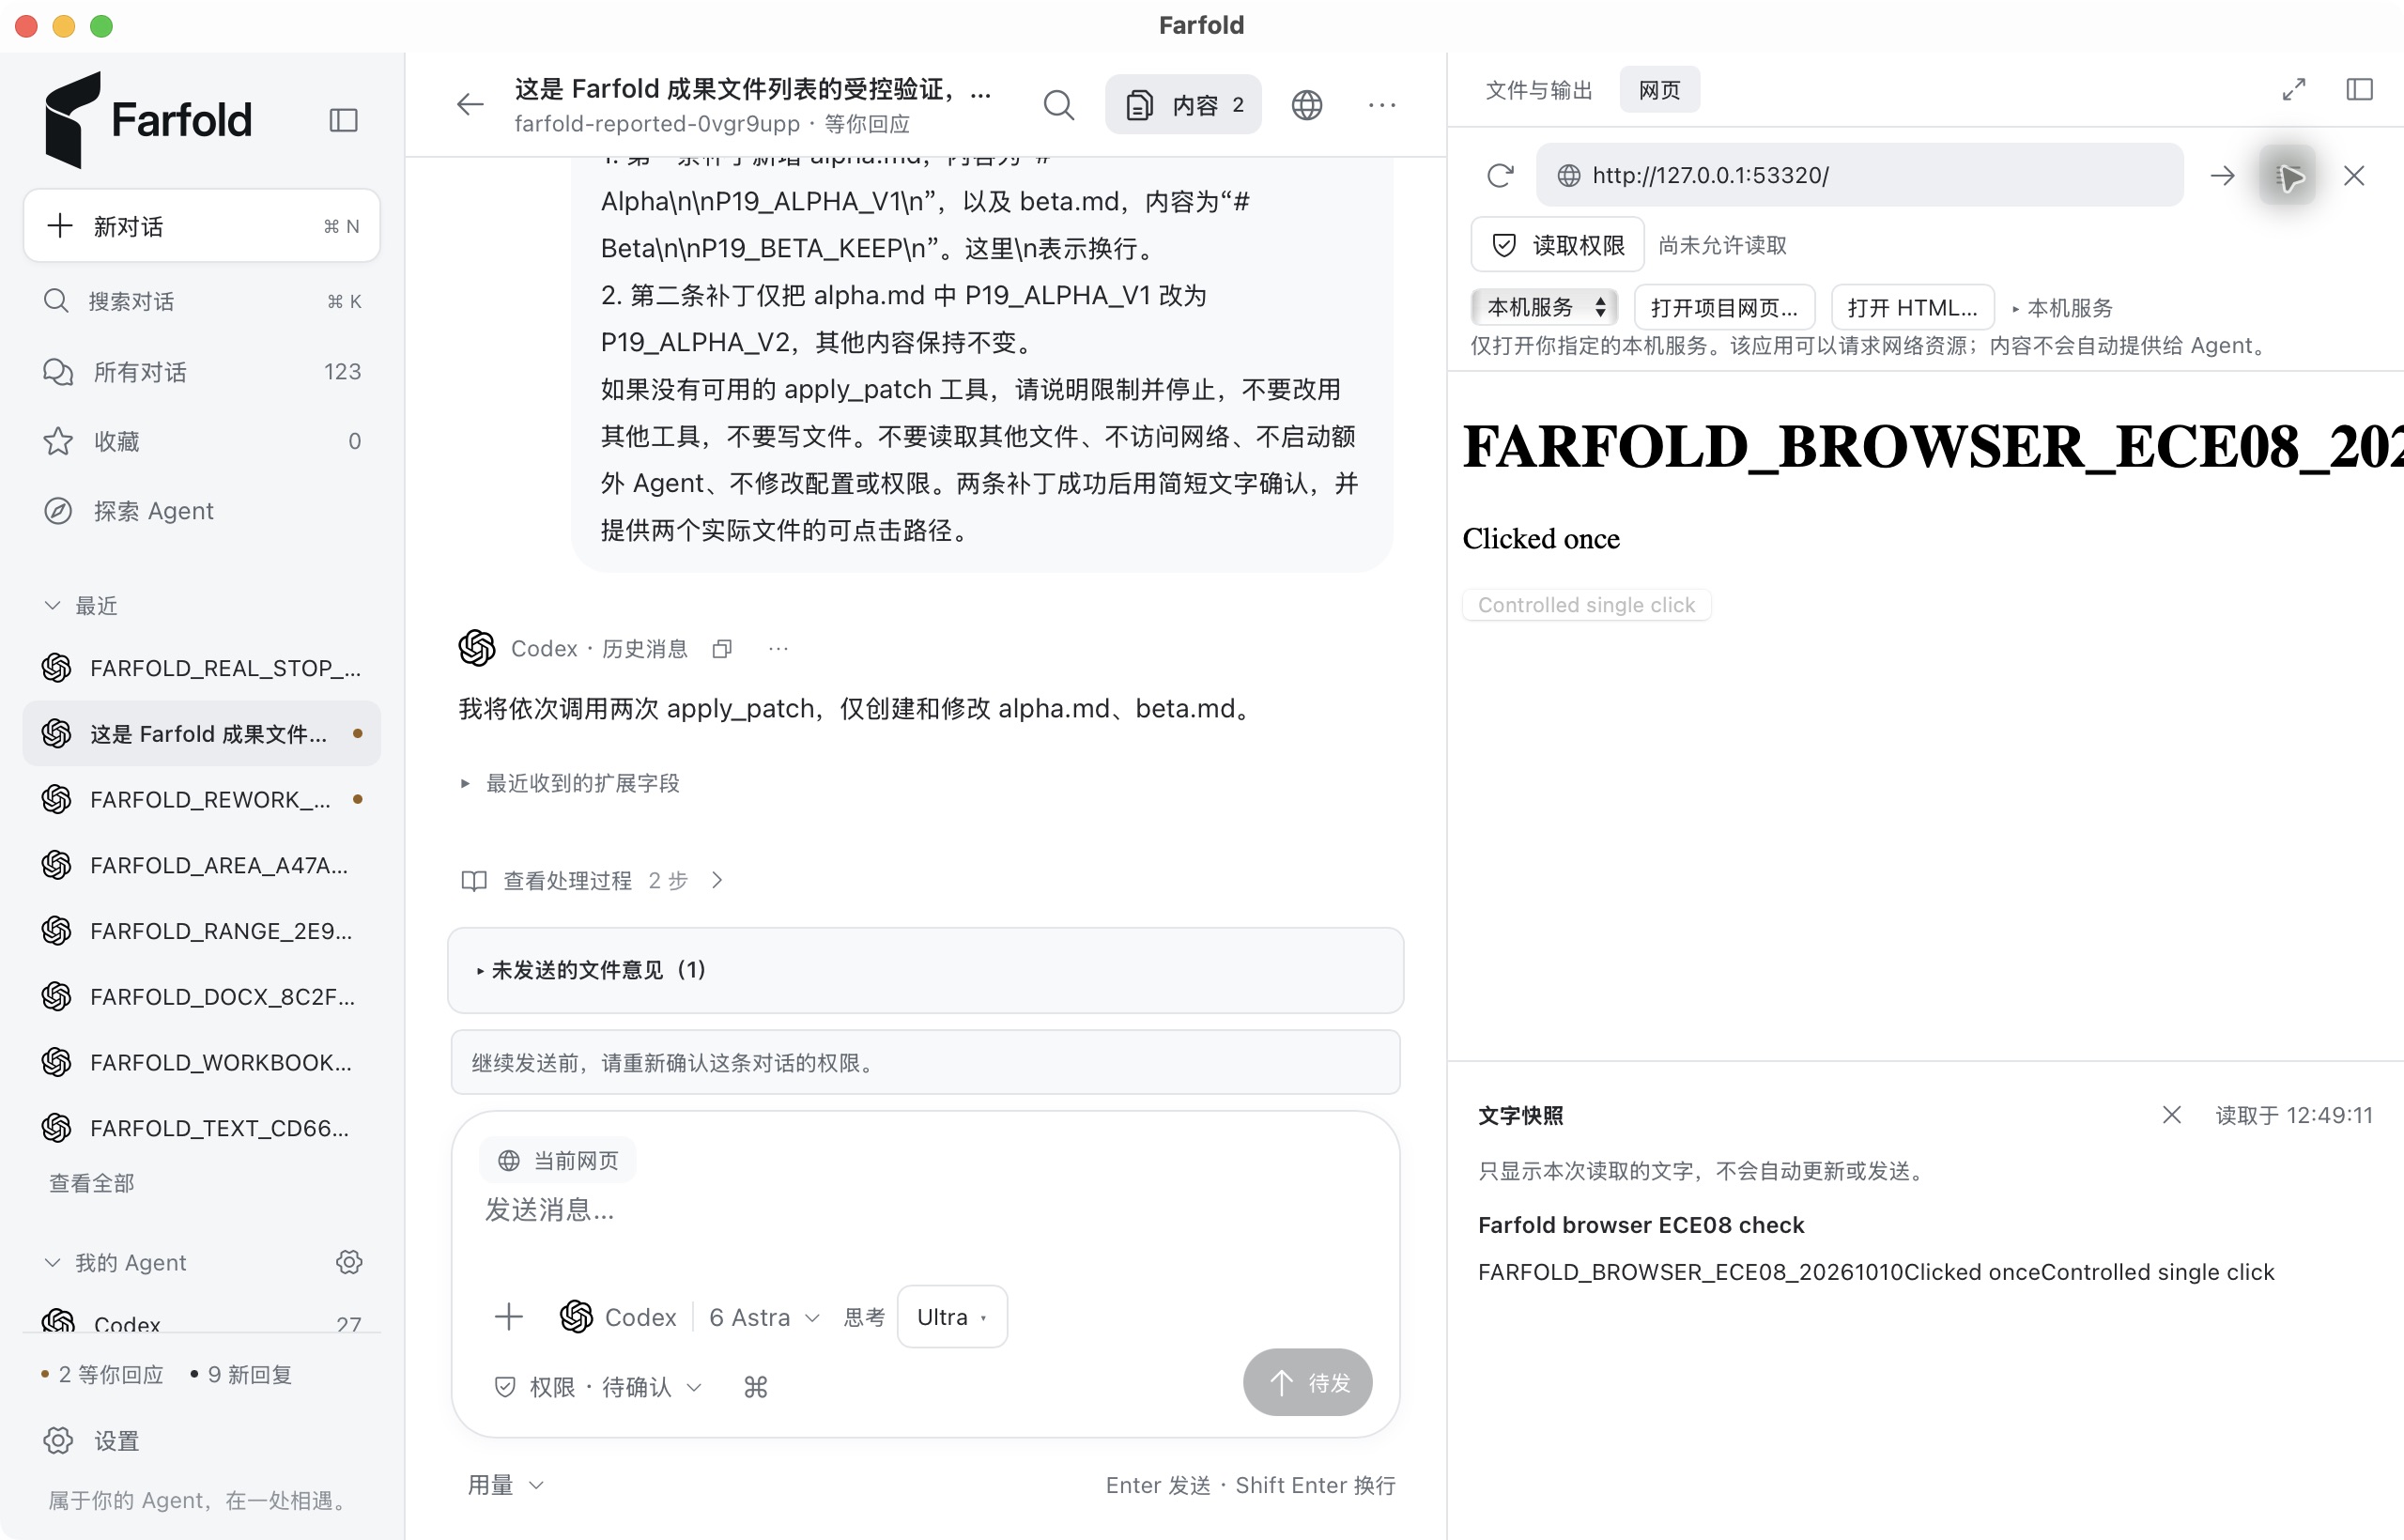 Farfold
Farfold
新对话
⌘ N
搜索对话
⌘ K
所有对话
123
收藏
0
探索 Agent
最近
FARFOLD_REAL_STOP_...
这是 Farfold 成果文件...
FARFOLD_REWORK_...
FARFOLD_AREA_A47A...
FARFOLD_RANGE_2E9...
FARFOLD_DOCX_8C2F...
FARFOLD_WORKBOOK...
FARFOLD_TEXT_CD66...
查看全部
我的 Agent
Codex
27
2 等你回应
9 新回复
设置
属于你的 Agent，在一处相遇。
这是 Farfold 成果文件列表的受控验证，...
farfold-reported-0vgr9upp · 等你回应
内容 2
Alpha\n\nP19_ALPHA_V1\n”，以及 beta.md，内容为“#
Beta\n\nP19_BETA_KEEP\n”。这里\n表示换行。
2. 第二条补丁仅把 alpha.md 中 P19_ALPHA_V1 改为
P19_ALPHA_V2，其他内容保持不变。
如果没有可用的 apply_patch 工具，请说明限制并停止，不要改用
其他工具，不要写文件。不要读取其他文件、不访问网络、不启动额
外 Agent、不修改配置或权限。两条补丁成功后用简短文字确认，并
提供两个实际文件的可点击路径。
Codex · 历史消息
我将依次调用两次 apply_patch，仅创建和修改 alpha.md、beta.md。
最近收到的扩展字段
查看处理过程 2 步
未发送的文件意见（1）
继续发送前，请重新确认这条对话的权限。
当前网页
发送消息...
Codex
6 Astra
思考
Ultra
权限 · 待确认
⌘
待发
用量
Enter 发送 · Shift Enter 换行
文件与输出
网页
http://127.0.0.1:53320/
读取权限
尚未允许读取
本机服务
打开项目网页...
打开 HTML...
本机服务
仅打开你指定的本机服务。该应用可以请求网络资源；内容不会自动提供给 Agent。
FARFOLD_BROWSER_ECE08_202
Clicked once
Controlled single click
文字快照
读取于 12:49:11
只显示本次读取的文字，不会自动更新或发送。
Farfold browser ECE08 check
FARFOLD_BROWSER_ECE08_20261010Clicked onceControlled single click